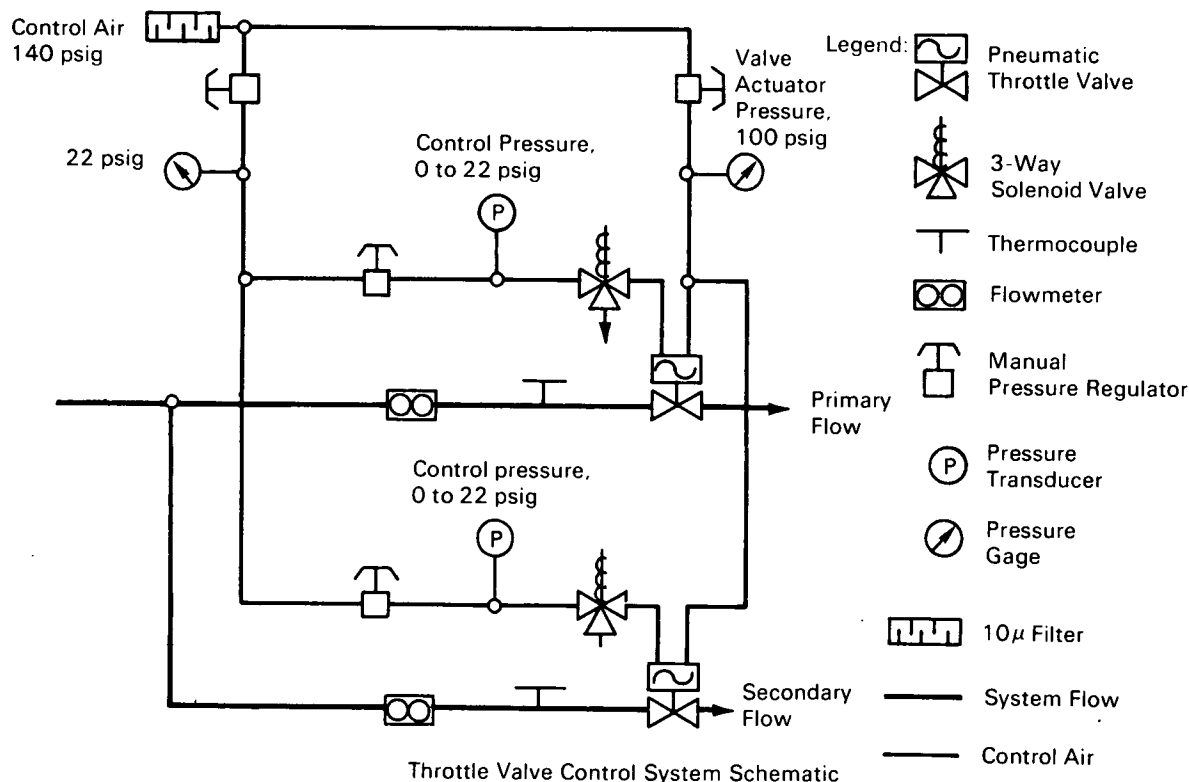 Control Air
140 psig
22 psig
Control Pressure,
0 to 22 psig
P
Valve
Actuator
Pressure,
100 psig
Primary
Flow
Control pressure,
0 to 22 psig
P
Secondary
Flow
Legend:
Pneumatic
Throttle Valve
3-Way
Solenoid Valve
Thermocouple
Flowmeter
Manual
Pressure Regulator
P
Pressure
Transducer
Pressure
Gage
10μ Filter
System Flow
Control Air
Throttle Valve Control System Schematic